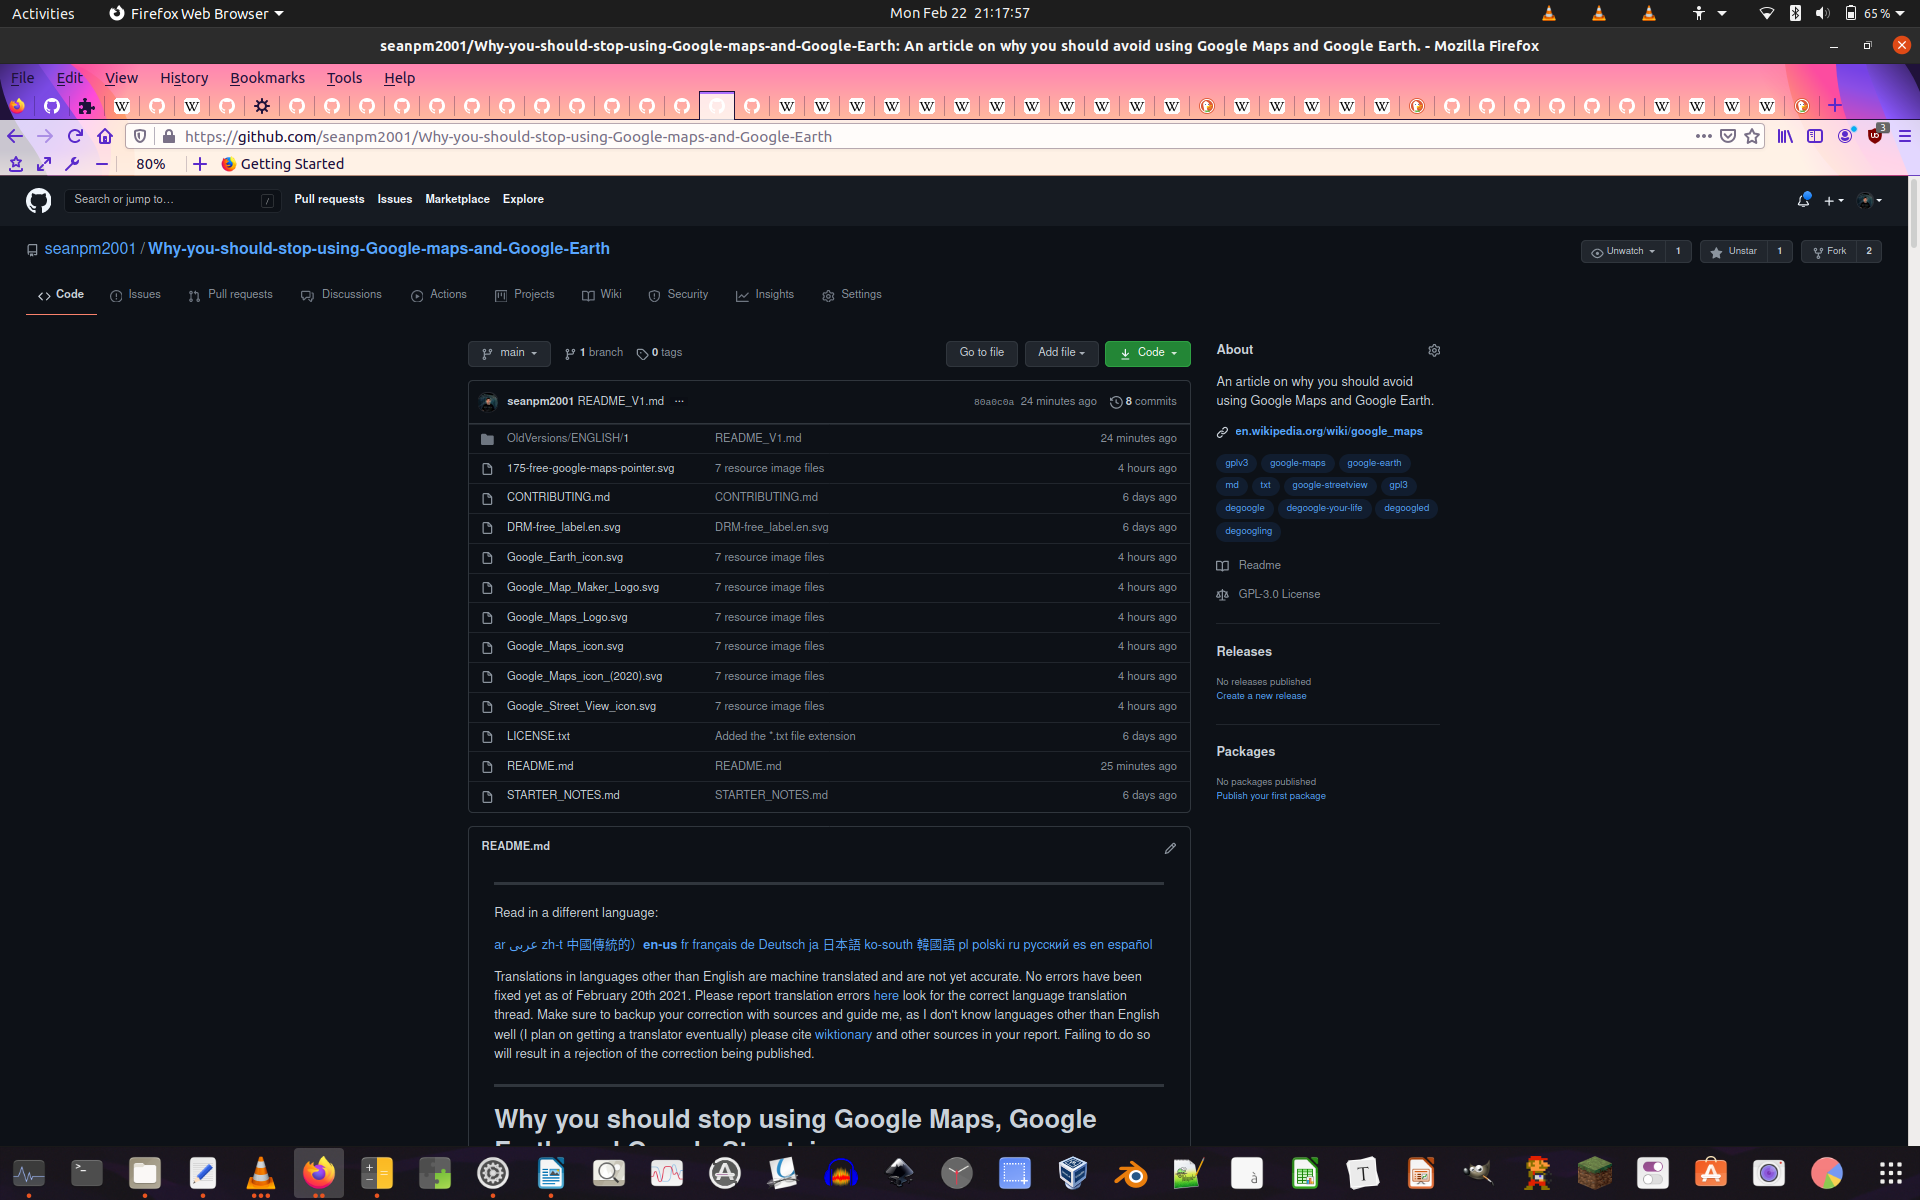 Activities
Firefox Web Browser
Mon Feb 22 21:17:57
65 %
seanpm2001/Why-you-should-stop-using-Google-maps-and-Google-Earth: An article on why you should avoid using Google Maps and Google Earth. - Mozilla Firefox
File Edit View History Bookmarks Tools Help
https://github.com/seanpm2001/Why-you-should-stop-using-Google-maps-and-Google-Earth
3
80%
Getting Started
Search or jump to…
/
Pull requests Issues Marketplace Explore
seanpm2001 / Why-you-should-stop-using-Google-maps-and-Google-Earth
Unwatch 1
Unstar 1
Fork 2
Code Issues Pull requests Discussions Actions Projects Wiki Security Insights Settings
main 1 branch 0 tags
Go to file Add file Code
seanpm2001 README_V1.md ... 80a0c0a 24 minutes ago 8 commits
OldVersions/ENGLISH/1 README_V1.md 24 minutes ago
175-free-google-maps-pointer.svg 7 resource image files 4 hours ago
CONTRIBUTING.md CONTRIBUTING.md 6 days ago
DRM-free_label.en.svg DRM-free_label.en.svg 6 days ago
Google_Earth_icon.svg 7 resource image files 4 hours ago
Google_Map_Maker_Logo.svg 7 resource image files 4 hours ago
Google_Maps_Logo.svg 7 resource image files 4 hours ago
Google_Maps_icon.svg 7 resource image files 4 hours ago
Google_Maps_icon_(2020).svg 7 resource image files 4 hours ago
Google_Street_View_icon.svg 7 resource image files 4 hours ago
LICENSE.txt Added the *.txt file extension 6 days ago
README.md README.md 25 minutes ago
STARTER_NOTES.md STARTER_NOTES.md 6 days ago
About
An article on why you should avoid
using Google Maps and Google Earth.
en.wikipedia.org/wiki/google_maps
gplv3 google-maps google-earth
md txt google-streetview gpl3
degoogle degoogle-your-life degoogled
degoogling
Readme
GPL-3.0 License
Releases
No releases published
Create a new release
Packages
No packages published
Publish your first package
README.md
Read in a different language:
ar عربى zh-t 中國傳統的）en-us fr français de Deutsch ja 日本語 ko-south 韓國語 pl polski ru русский es en español
Translations in languages other than English are machine translated and are not yet accurate. No errors have been
fixed yet as of February 20th 2021. Please report translation errors here look for the correct language translation
thread. Make sure to backup your correction with sources and guide me, as I don't know languages other than English
well (I plan on getting a translator eventually) please cite wiktionary and other sources in your report. Failing to do so
will result in a rejection of the correction being published.
Why you should stop using Google Maps, Google